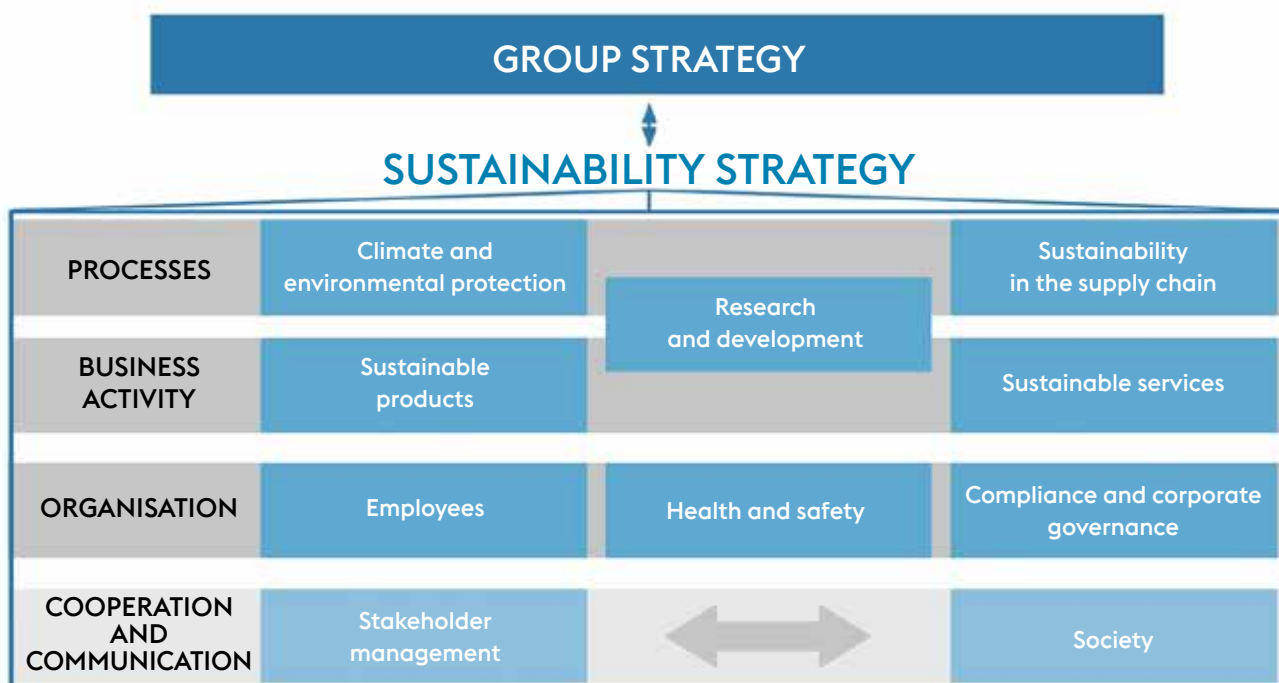 GROUP STRATEGY
SUSTAINABILITY STRATEGY
PROCESSES
Climate and
environmental protection
Research
and development
Sustainability
in the supply chain
BUSINESS
ACTIVITY
Sustainable
products
Sustainable services
ORGANISATION
Employees
Health and safety
Compliance and corporate
governance
COOPERATION
AND
COMMUNICATION
Stakeholder
management
Society